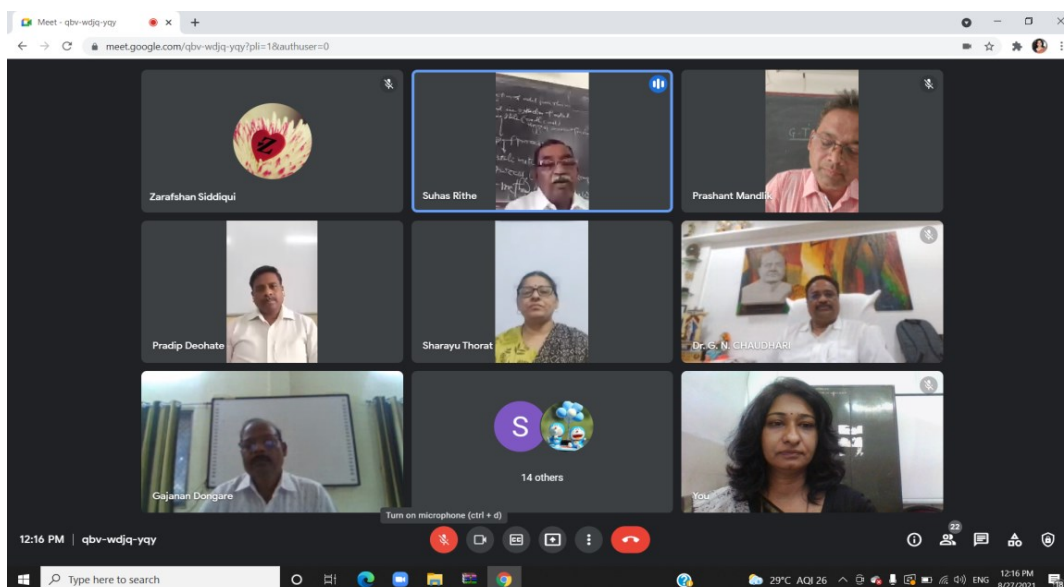 Meet - qbv-wdjq-yqy
meet.google.com/qbv-wdjq-yqy?pli=1&authuser=0
Zarafshan Siddiqui
Suhas Rithe
G-T
Prashant Mandlik
Pradip Deohate
Sharayu Thorat
Dr. G. N. CHAUDHARI
Gajanan Dongare
S
14 others
You
Turn on microphone (ctrl + d)
12:16 PM | qbv-wdjq-yqy
22
Type here to search
29°C AQI 26
ENG
12:16 PM
8/27/2021